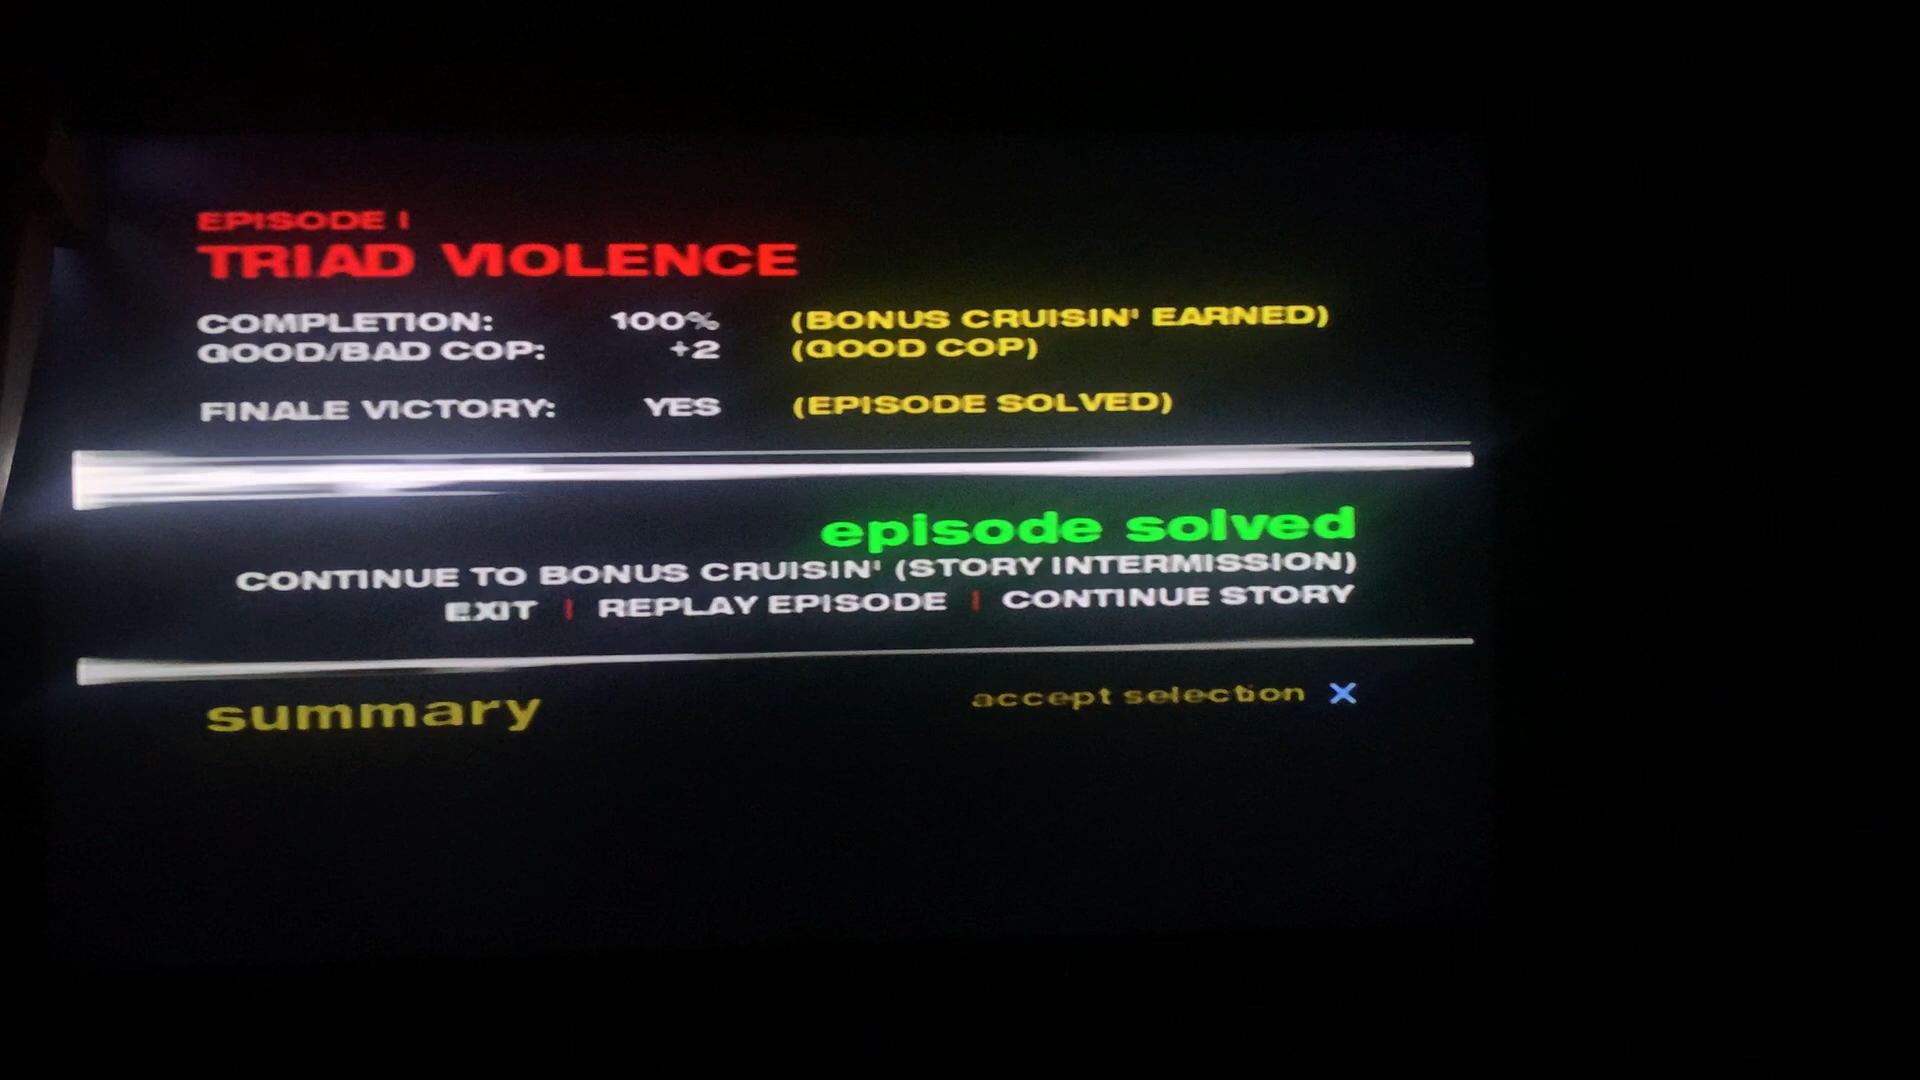 EPISODE I
TRIAD VIOLENCE
COMPLETION: 100% (BONUS CRUISIN' EARNED)
GOOD/BAD COP: +2 (GOOD COP)
FINALE VICTORY: YES (EPISODE SOLVED)
episode solved
CONTINUE TO BONUS CRUISIN' (STORY INTERMISSION)
EXIT | REPLAY EPISODE | CONTINUE STORY
summary accept selection X